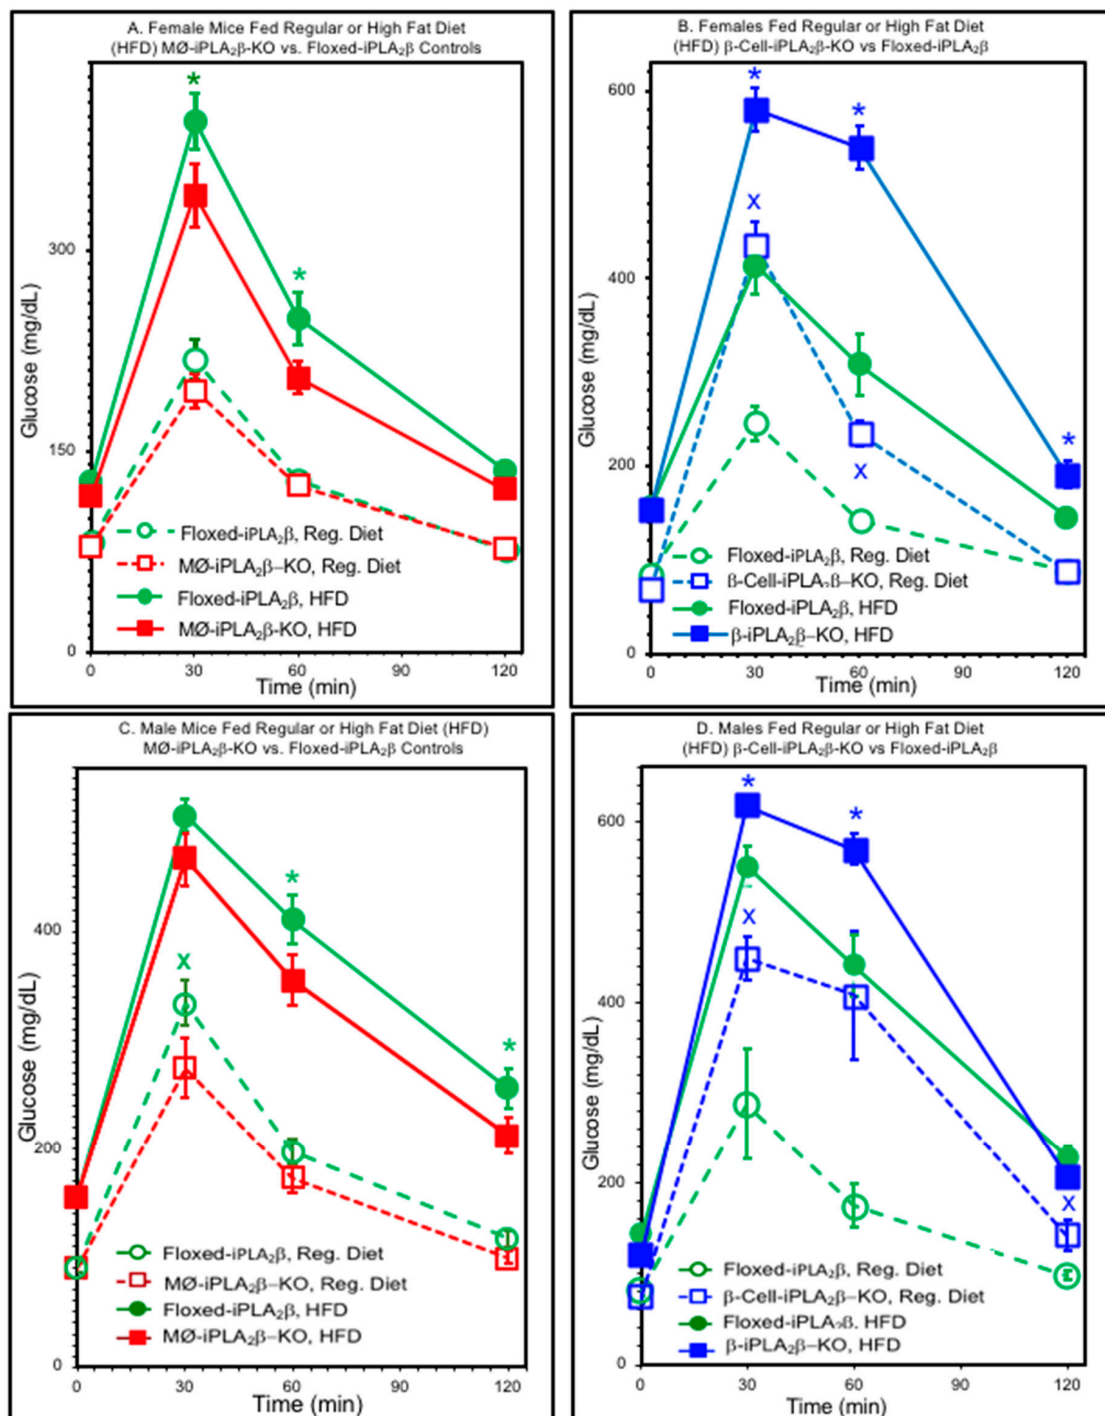 A. Female Mice Fed Regular or High Fat Diet
(HFD) MØ-iPLA₂β-KO vs. Floxed-iPLA₂β Controls
*
*
300
150
0
Glucose (mg/dL)
Floxed-iPLA₂β, Reg. Diet
MØ-iPLA₂β–KO, Reg. Diet
Floxed-iPLA₂β, HFD
MØ-iPLA₂β-KO, HFD
0 30 60 90 120
Time (min)
B. Females Fed Regular or High Fat Diet
(HFD) β-Cell-iPLA₂β-KO vs Floxed-iPLA₂β
600
400
200
0
* *
x
x
*
Glucose (mg/dL)
Floxed-iPLA₂β, Reg. Diet
β-Cell-iPLA₂β–KO, Reg. Diet
Floxed-iPLA₂β, HFD
β-iPLA₂β–KO, HFD
0 30 60 90 120
Time (min)
C. Male Mice Fed Regular or High Fat Diet (HFD)
MØ-iPLA₂β-KO vs. Floxed-iPLA₂β Controls
400
200
0
*
x
*
Glucose (mg/dL)
Floxed-iPLA₂β, Reg. Diet
MØ-iPLA₂β–KO, Reg. Diet
Floxed-iPLA₂β, HFD
MØ-iPLA₂β–KO, HFD
0 30 60 90 120
Time (min)
D. Males Fed Regular or High Fat Diet
(HFD) β-Cell-iPLA₂β-KO vs Floxed-iPLA₂β
600
400
200
0
* *
x
x
Glucose (mg/dL)
Floxed-iPLA₂β, Reg. Diet
β-Cell-iPLA₂β–KO, Reg. Diet
Floxed-iPLA₂β, HFD
β-iPLA₂β–KO, HFD
0 30 60 90 120
Time (min)